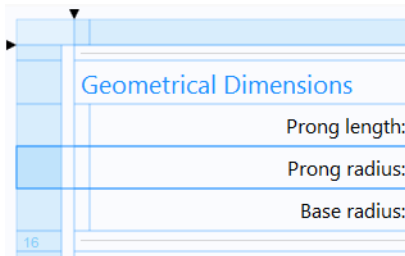 Geometrical Dimensions
Prong length:
Prong radius:
Base radius:
16